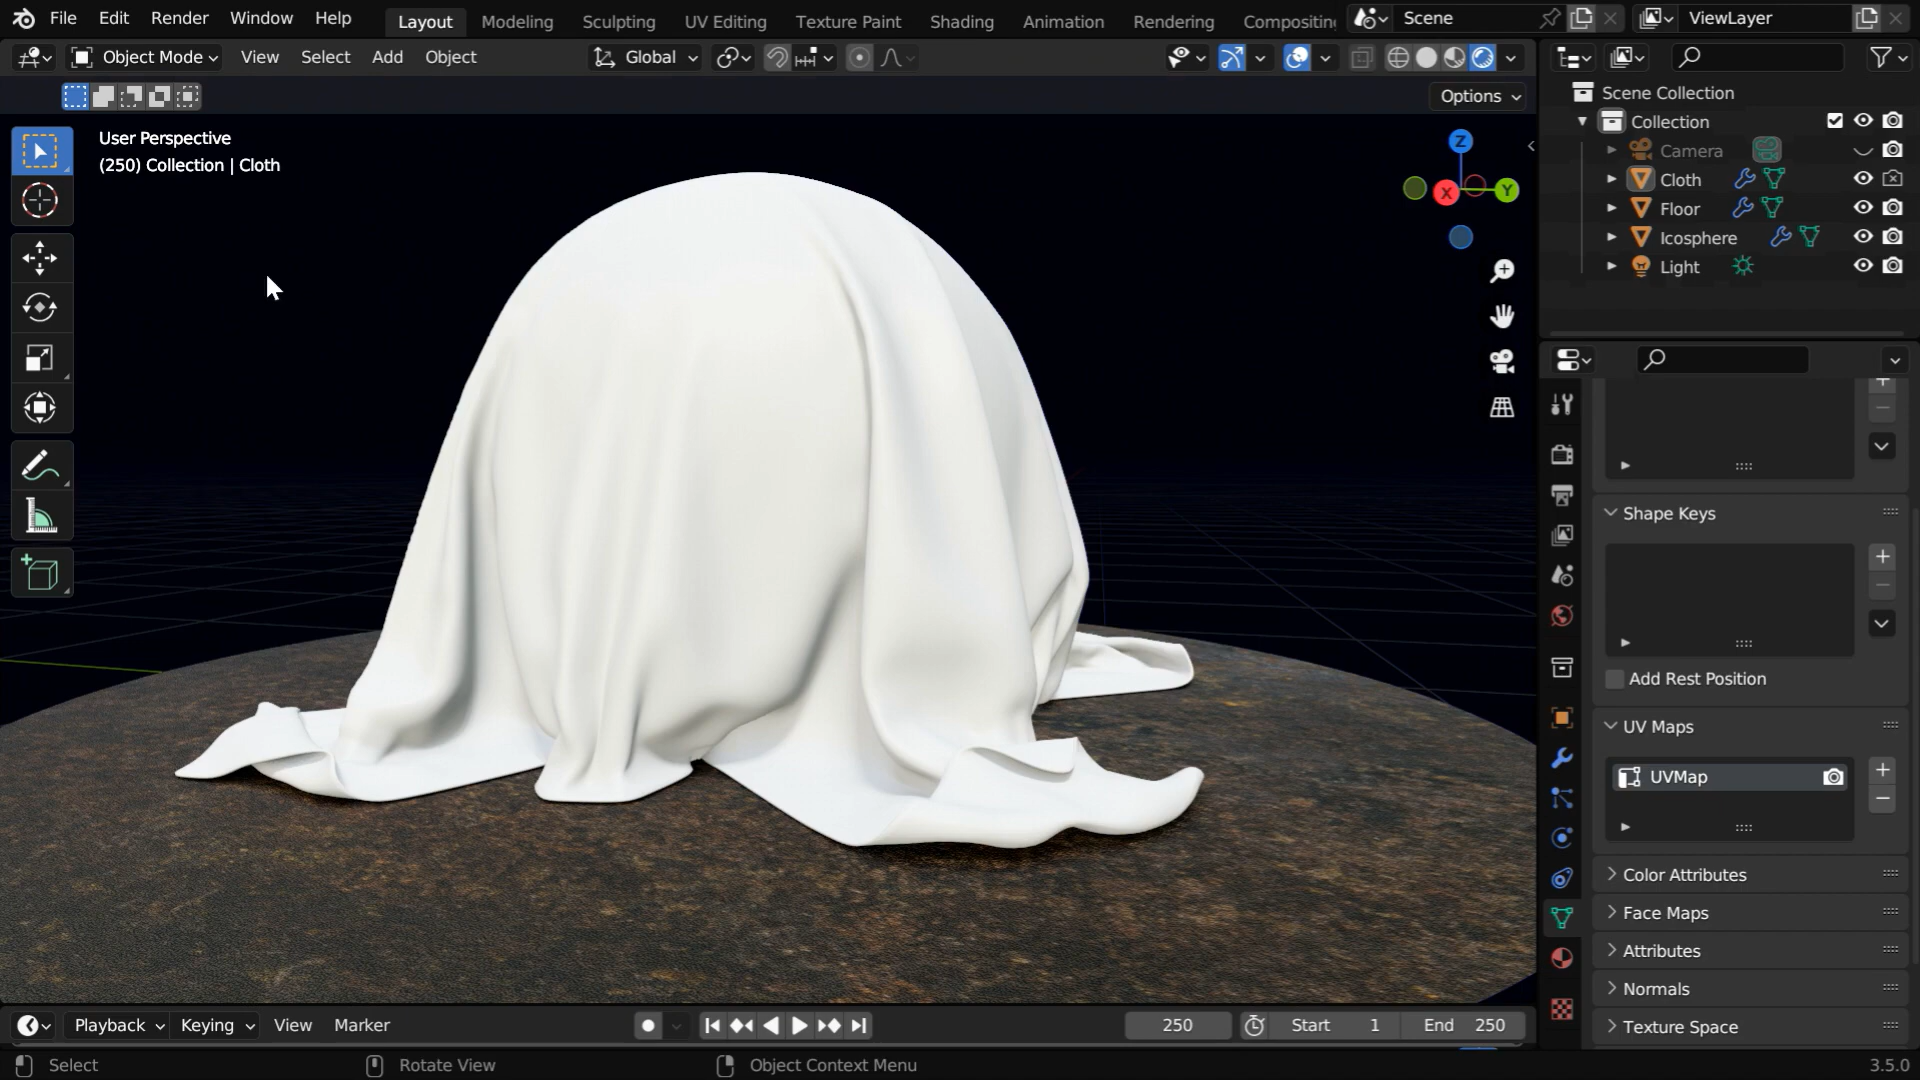 File Edit Render Window Help Layout Modeling Sculpting UV Editing Texture Paint Shading Animation Rendering Compositing Scene ViewLayer
Object Mode View Select Add Object Global
Options
User Perspective
(250) Collection | Cloth
Z
X
Y
Scene Collection
Collection
Camera
Cloth
Floor
Icosphere
Light
Shape Keys
Add Rest Position
UV Maps
UVMap
Color Attributes
Face Maps
Attributes
Normals
Texture Space
Playback Keying View Marker 250 Start 1 End 250
Select Rotate View Object Context Menu 3.5.0